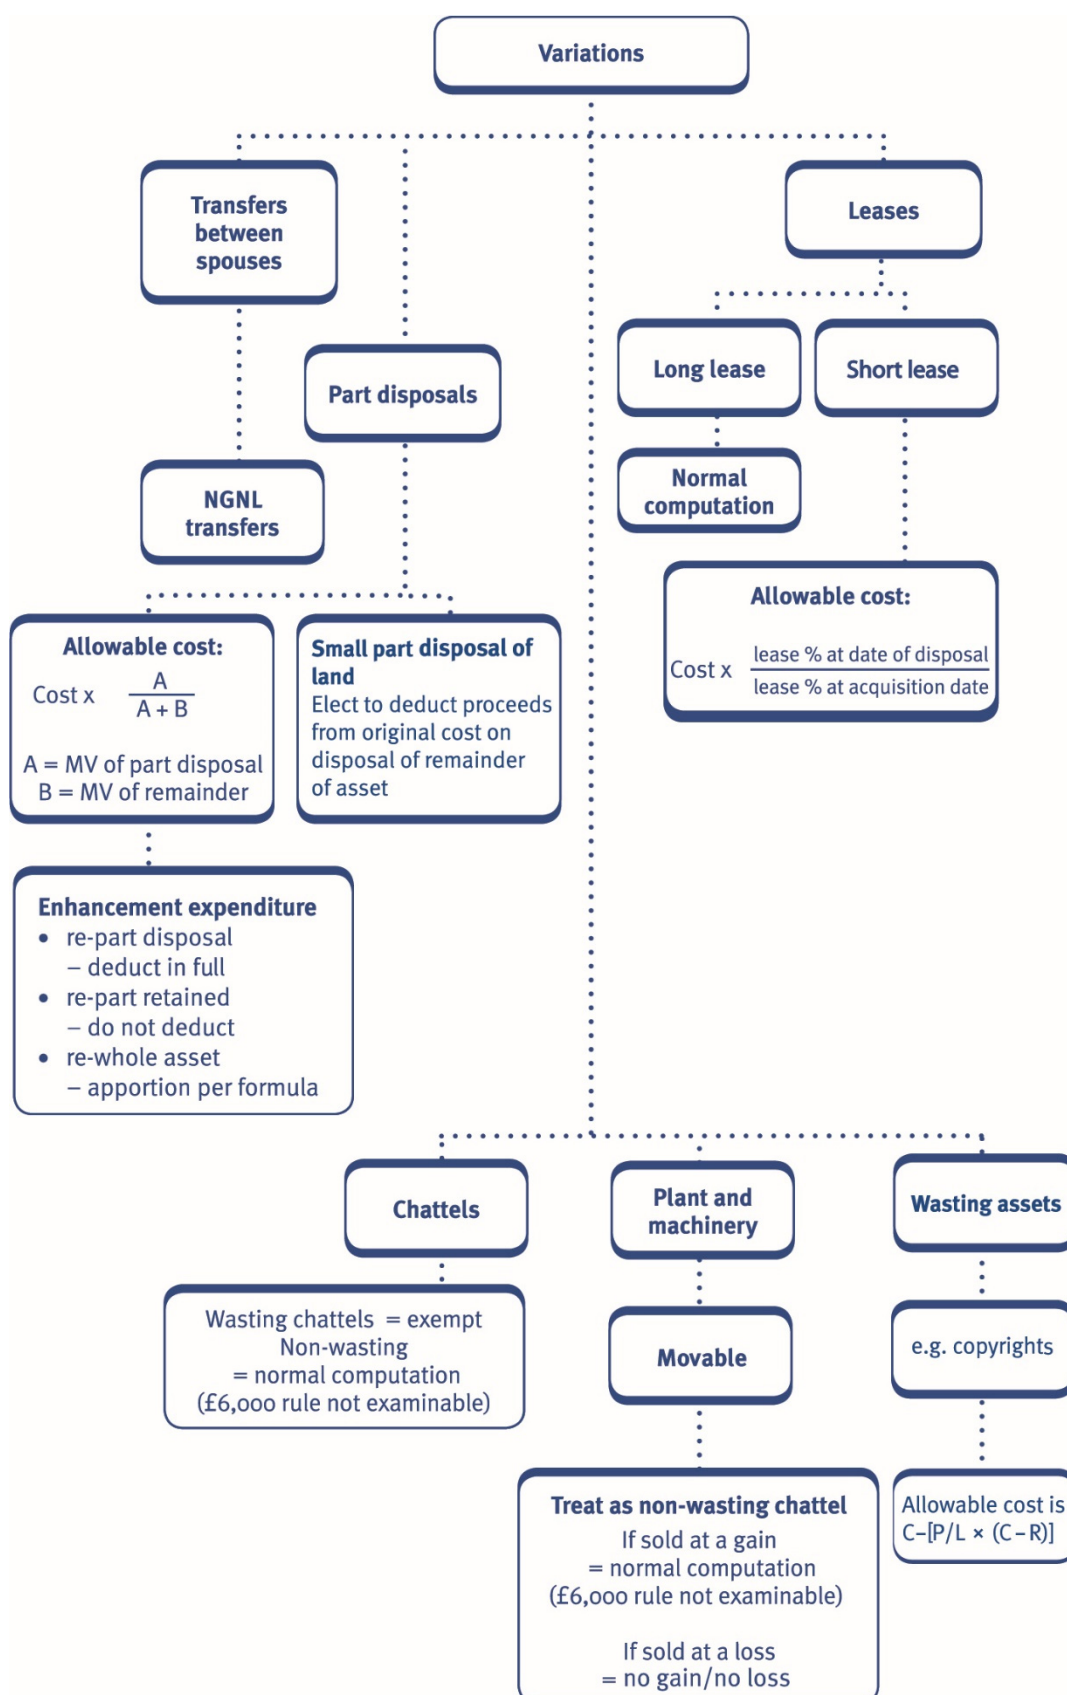 Variations
Transfers
between
spouses
Leases
Part disposals
Long lease
Short lease
NGNL
transfers
Normal
computation
Allowable cost:
Cost x A
A + B
A = MV of part disposal
B = MV of remainder
Small part disposal of
land
Elect to deduct proceeds
from original cost on
disposal of remainder
of asset
Allowable cost:
Cost x lease % at date of disposal
lease % at acquisition date
Enhancement expenditure
• re-part disposal
– deduct in full
• re-part retained
– do not deduct
• re-whole asset
– apportion per formula
Chattels
Plant and
machinery
Wasting assets
Wasting chattels = exempt
Non-wasting
= normal computation
(£6,000 rule not examinable)
Movable
e.g. copyrights
Treat as non-wasting chattel
If sold at a gain
= normal computation
(£6,000 rule not examinable)
If sold at a loss
= no gain/no loss
Allowable cost is
C–[P/L × (C – R)]